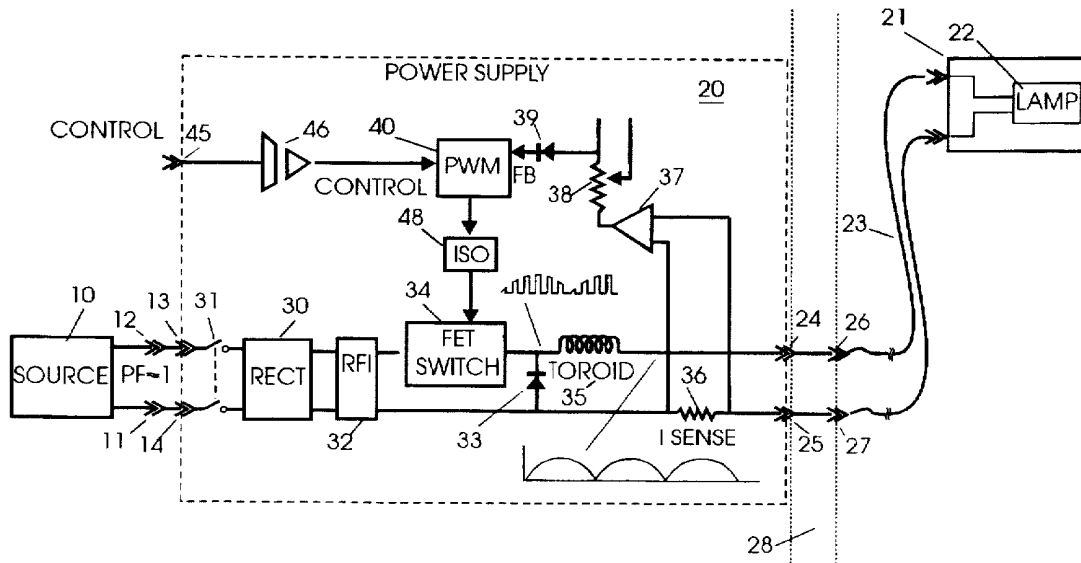 POWER SUPPLY
20
21
22
LAMP
CONTROL
45
46
40
39
PWM
FB
CONTROL
38
37
23
48
ISO
10
12
13
31
30
34
24
26
SOURCE
PF≈1
RECT
RFI
FET
SWITCH
TOROID
35
36
11
14
32
33
I SENSE
25
27
28